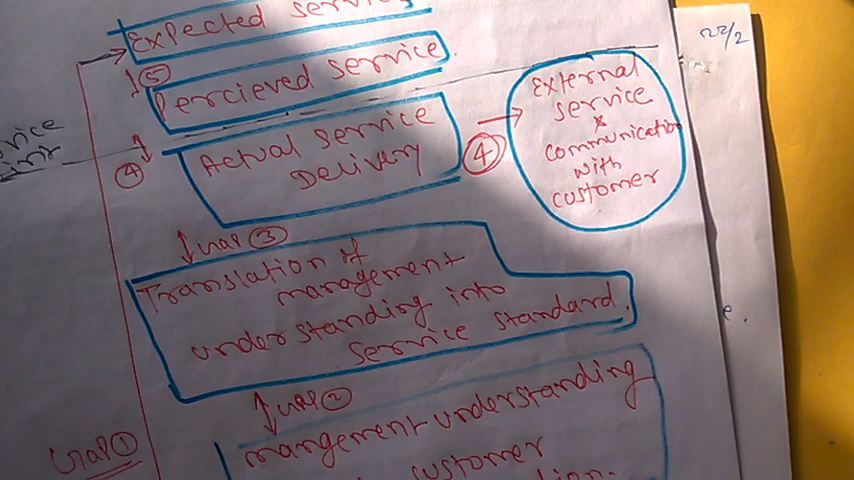 Expected service
⑤
Percieved service
22/2
④
Actual service
Delivery
④
External
service
&
communication
with
customer
Gap ③
Translation of
management
understanding into
service standard.
Gap ②
mangement understanding
customer
Gap ①
e.